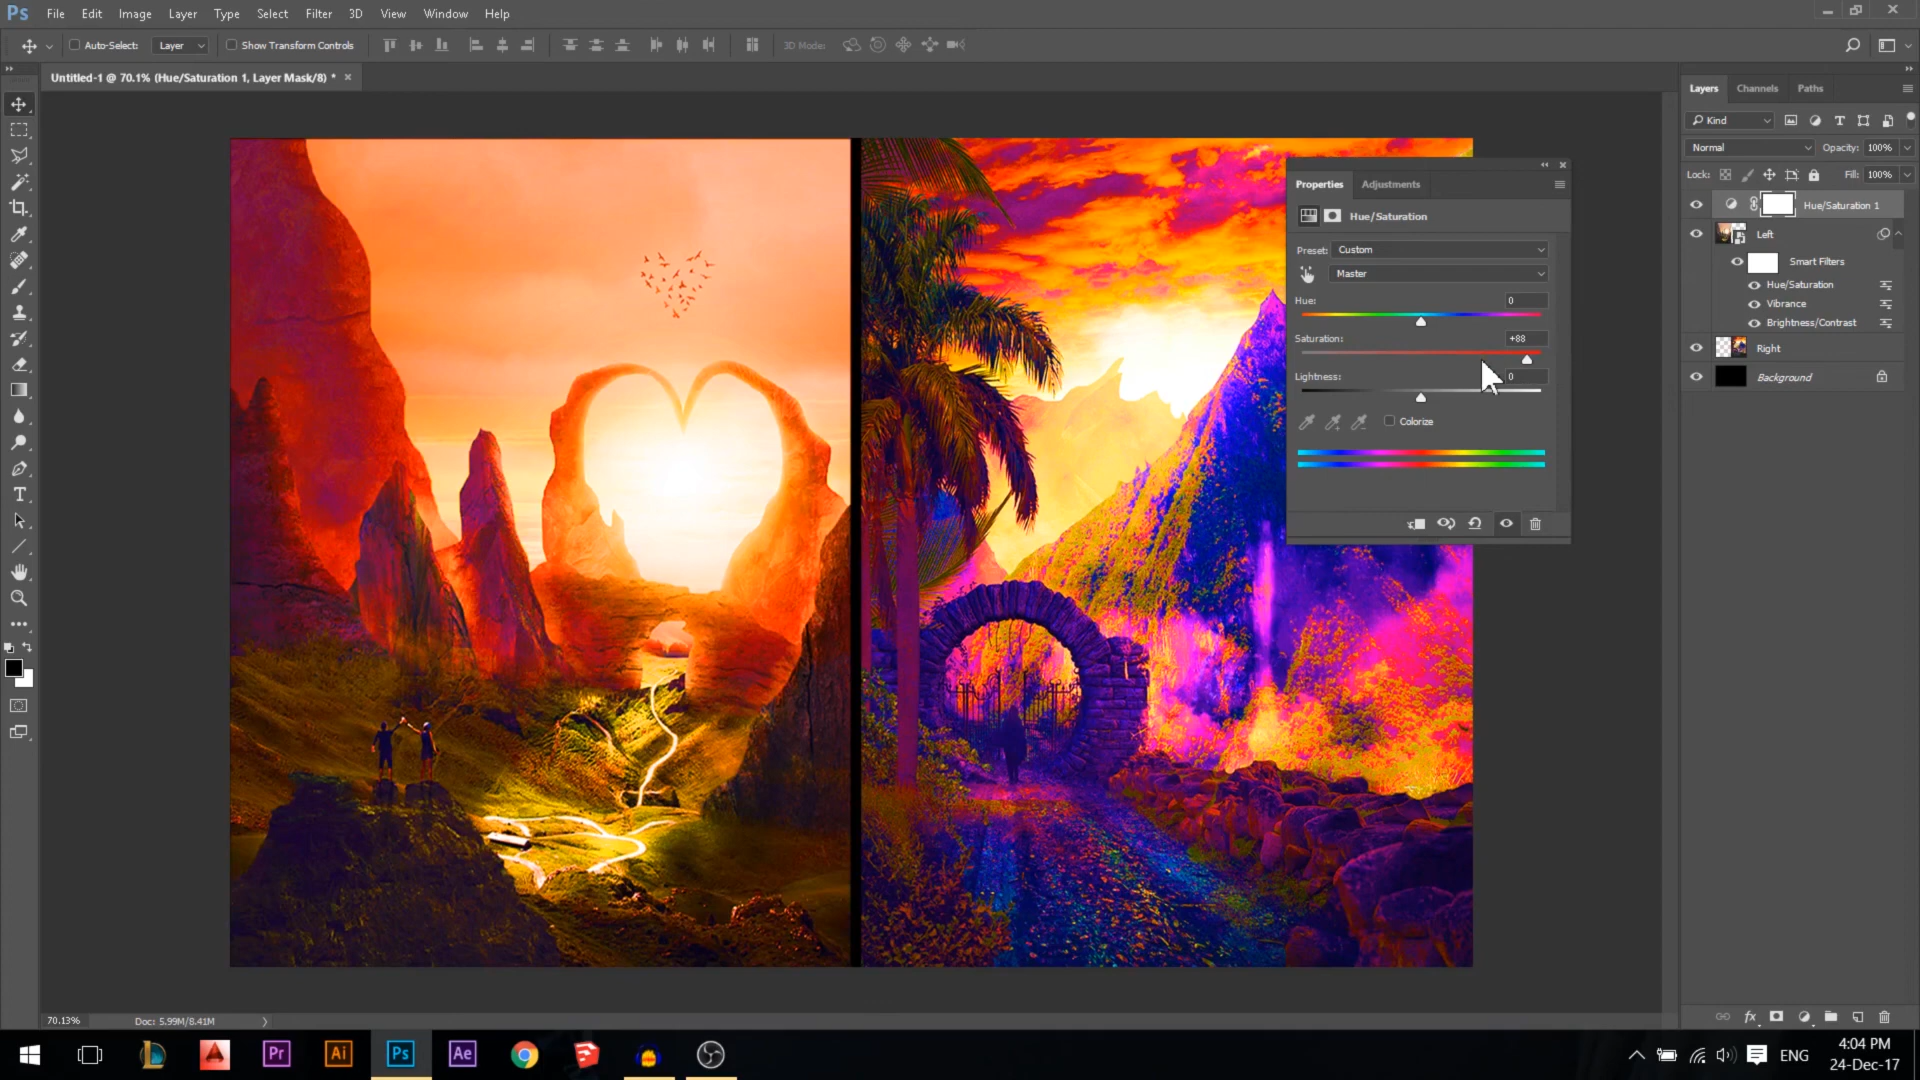 Ps File Edit Image Layer Type Select Filter 3D View Window Help
Auto-Select: Layer Show Transform Controls 3D Mode:
Untitled-1 @ 70.1% (Hue/Saturation 1, Layer Mask/8) *
Layers Channels Paths
Kind
Normal Opacity: 100%
Lock: Fill: 100%
Hue/Saturation 1
Left
Smart Filters
Hue/Saturation
Vibrance
Brightness/Contrast
Right
Background
Properties Adjustments
Hue/Saturation
Preset: Custom
Master
Hue: 0
Saturation: +88
Lightness: 0
Colorize
70.13% Doc: 5.99M/8.41M
Pr Ai Ps Ae
ENG
4:04 PM
24-Dec-17